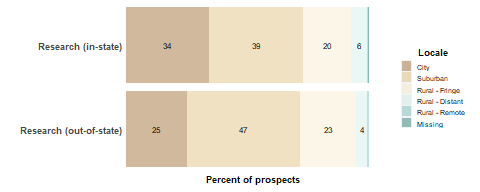 Research (in-state)
34
39
20
6
Research (out-of-state)
25
47
23
4
Percent of prospects
Locale
City
Suburban
Rural - Fringe
Rural - Distant
Rural - Remote
Missing